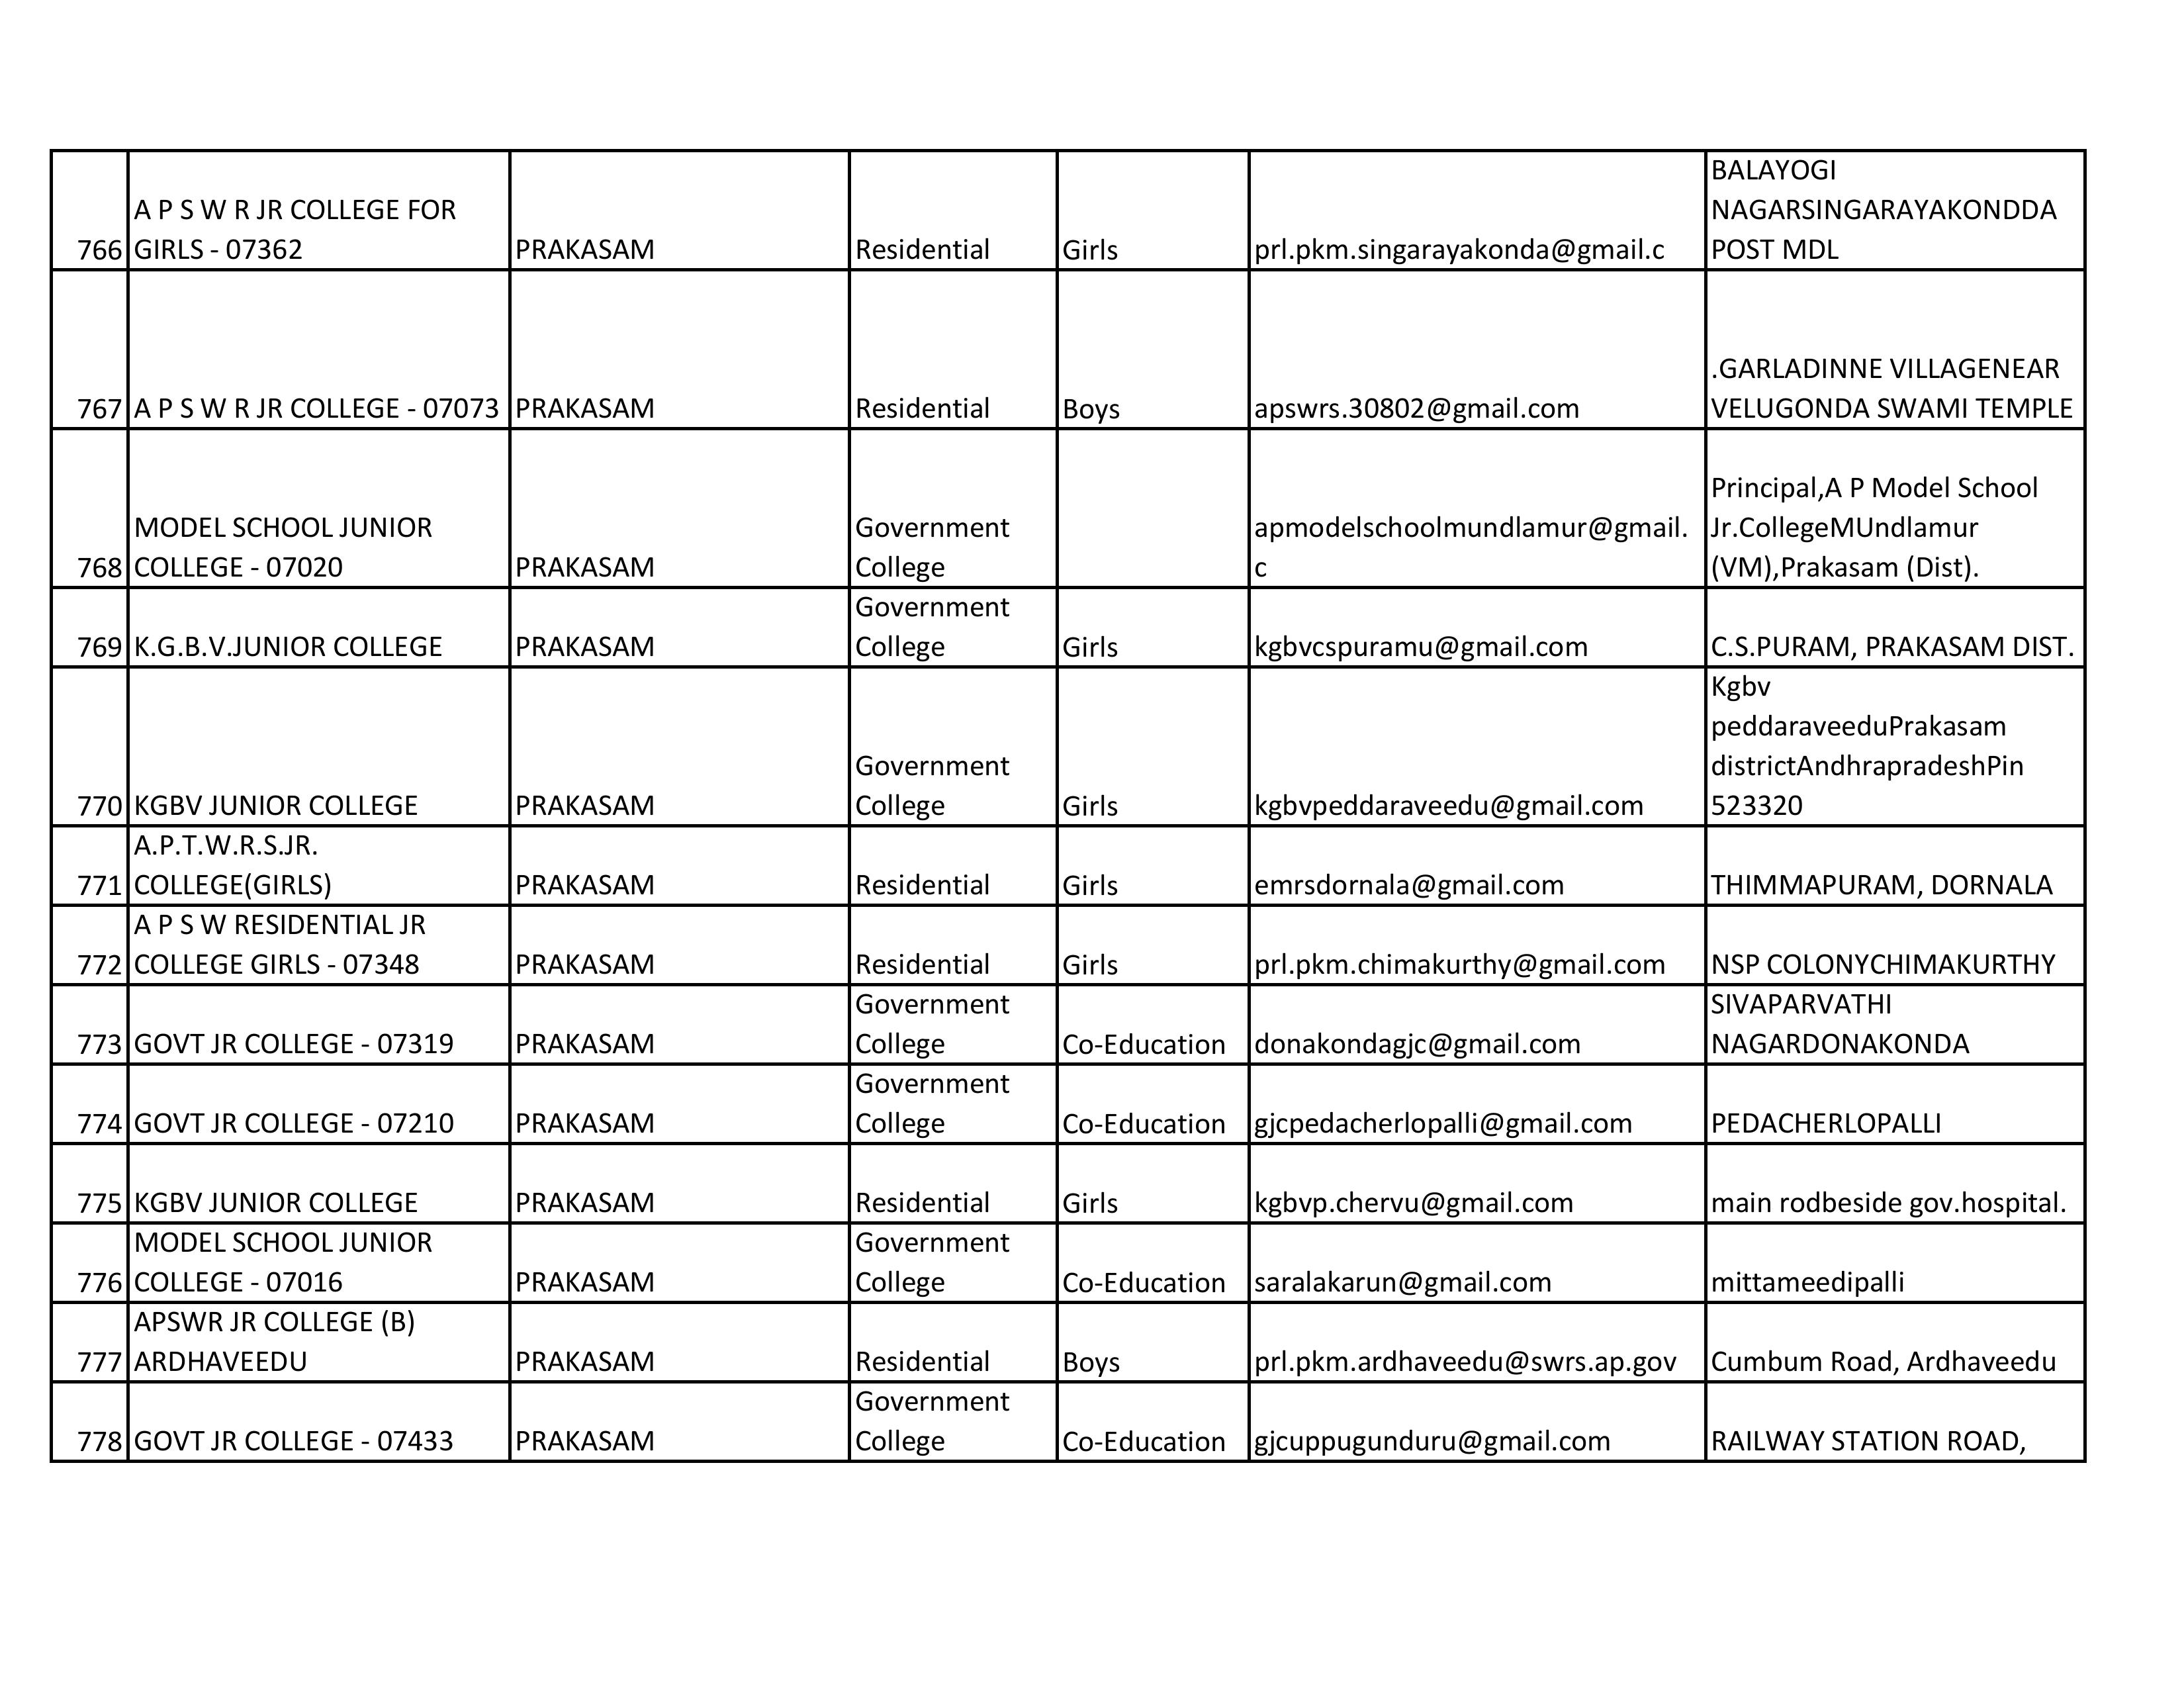 766 A P S W R JR COLLEGE FOR
GIRLS - 07362 PRAKASAM Residential Girls prl.pkm.singarayakonda@gmail.c BALAYOGI
NAGARSINGARAYAKONDDA
POST MDL
767 A P S W R JR COLLEGE - 07073 PRAKASAM Residential Boys apswrs.30802@gmail.com .GARLADINNE VILLAGENEAR
VELUGONDA SWAMI TEMPLE
768 MODEL SCHOOL JUNIOR
COLLEGE - 07020 PRAKASAM Government
College apmodelschoolmundlamur@gmail.
c Principal,A P Model School
Jr.CollegeMUndlamur
(VM),Prakasam (Dist).
769 K.G.B.V.JUNIOR COLLEGE PRAKASAM Government
College Girls kgbvcspuramu@gmail.com C.S.PURAM, PRAKASAM DIST.
770 KGBV JUNIOR COLLEGE PRAKASAM Government
College Girls kgbvpeddaraveedu@gmail.com Kgbv
peddaraveeduPrakasam
districtAndhrapradeshPin
523320
771 A.P.T.W.R.S.JR.
COLLEGE(GIRLS) PRAKASAM Residential Girls emrsdornala@gmail.com THIMMAPURAM, DORNALA
772 A P S W RESIDENTIAL JR
COLLEGE GIRLS - 07348 PRAKASAM Residential Girls prl.pkm.chimakurthy@gmail.com NSP COLONYCHIMAKURTHY
773 GOVT JR COLLEGE - 07319 PRAKASAM Government
College Co-Education donakondagjc@gmail.com SIVAPARVATHI
NAGARDONAKONDA
774 GOVT JR COLLEGE - 07210 PRAKASAM Government
College Co-Education gjcpedacherlopalli@gmail.com PEDACHERLOPALLI
775 KGBV JUNIOR COLLEGE PRAKASAM Residential Girls kgbvp.chervu@gmail.com main rodbeside gov.hospital.
776 MODEL SCHOOL JUNIOR
COLLEGE - 07016 PRAKASAM Government
College Co-Education saralakarun@gmail.com mittameedipalli
777 APSWR JR COLLEGE (B)
ARDHAVEEDU PRAKASAM Residential Boys prl.pkm.ardhaveedu@swrs.ap.gov Cumbum Road, Ardhaveedu
778 GOVT JR COLLEGE - 07433 PRAKASAM Government
College Co-Education gjcuppugunduru@gmail.com RAILWAY STATION ROAD,